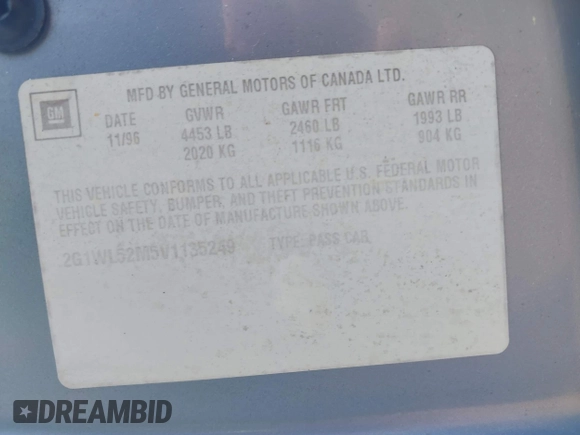 MFD BY GENERAL MOTORS OF CANADA LTD.
GM
DATE GVWR GAWR FRT GAWR RR
11/96 4453 LB 2460 LB 1993 LB
2020 KG 1116 KG 904 KG
THIS VEHICLE CONFORMS TO ALL APPLICABLE U.S. FEDERAL MOTOR
VEHICLE SAFETY, BUMPER, AND THEFT PREVENTION STANDARDS IN
EFFECT ON THE DATE OF MANUFACTURE SHOWN ABOVE.
2G1WL52M5V1135249 TYPE: PASS CAR
DREAMBID